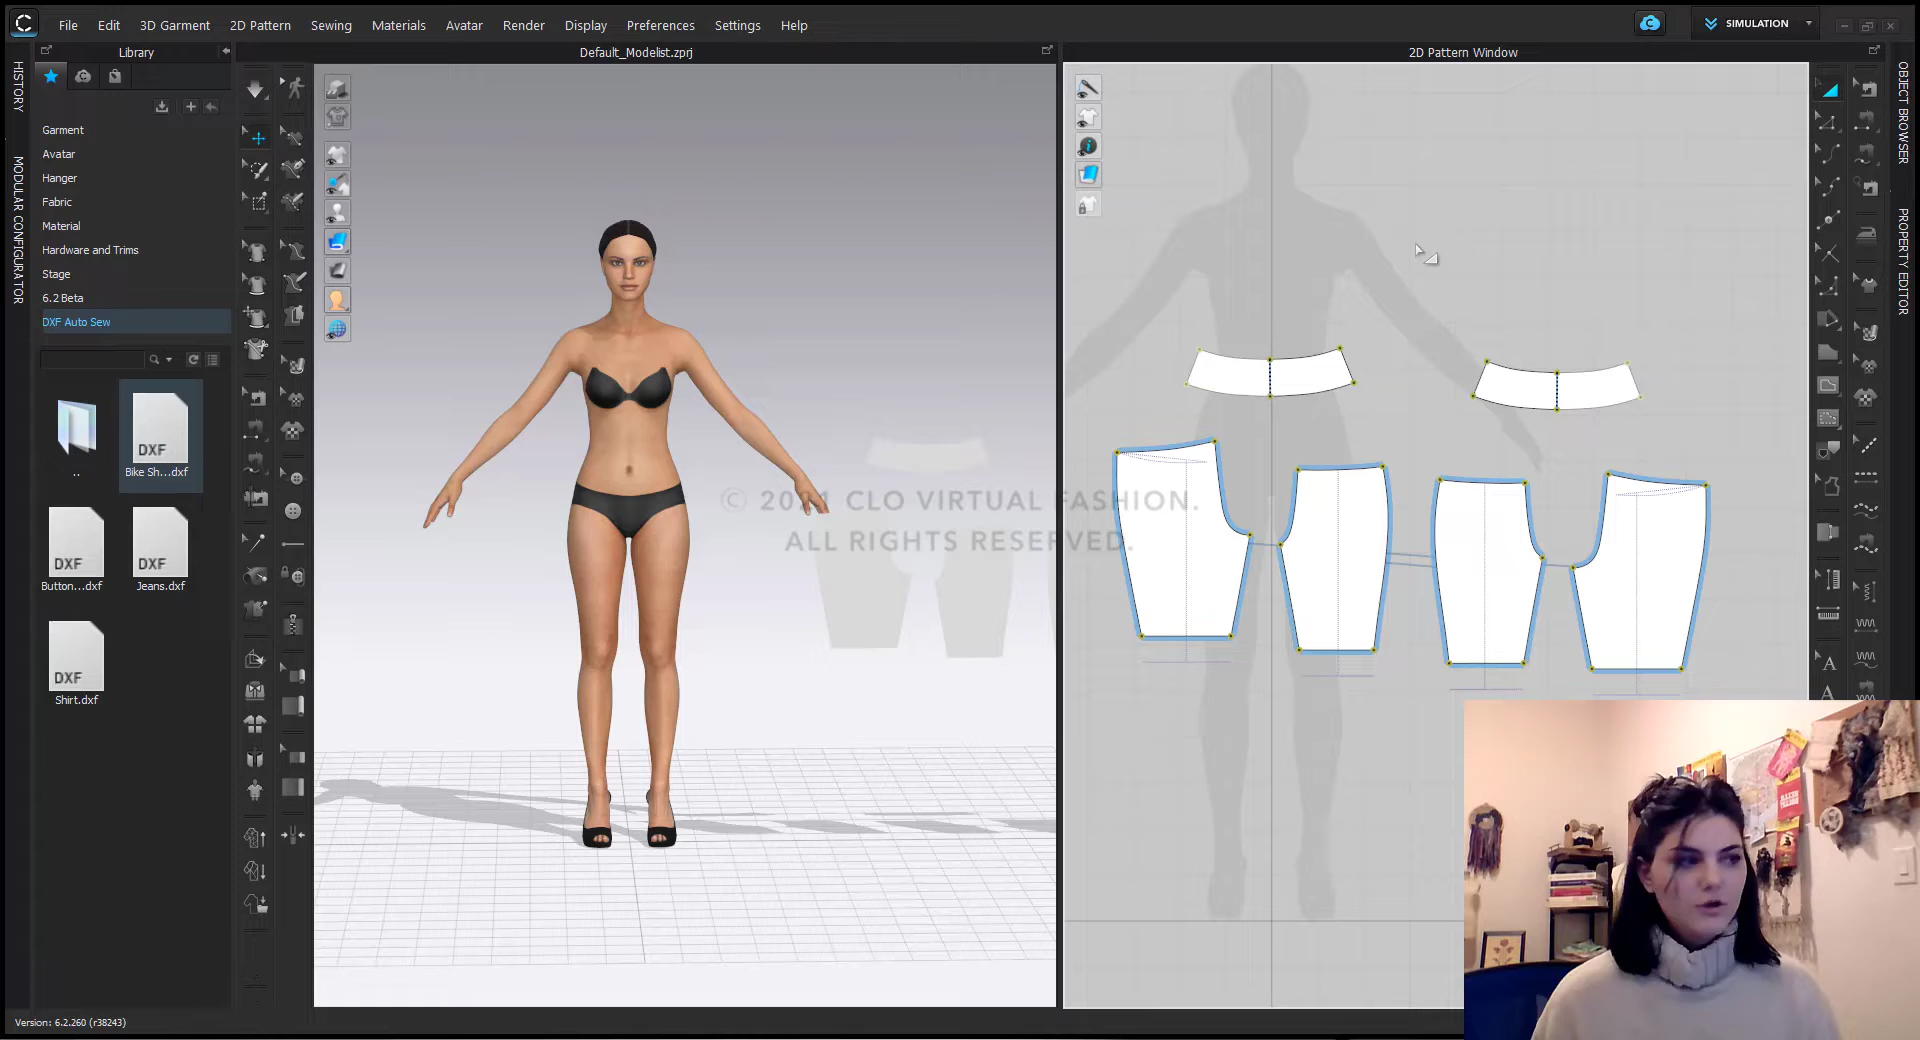 File Edit 3D Garment 2D Pattern Sewing Materials Avatar Render Display Preferences Settings Help
SIMULATION
Library
Default_Modelist.zprj
2D Pattern Window
HISTORY
MODULAR CONFIGURATOR
OBJECT BROWSER
PROPERTY EDITOR
Garment
Avatar
Hanger
Fabric
Material
Hardware and Trims
Stage
6.2 Beta
DXF Auto Sew
..
DXF
Bike Sh...dxf
DXF
Button...dxf
DXF
Jeans.dxf
DXF
Shirt.dxf
© 2021 CLO VIRTUAL FASHION.
ALL RIGHTS RESERVED.
Version: 6.2.260 (r38243)